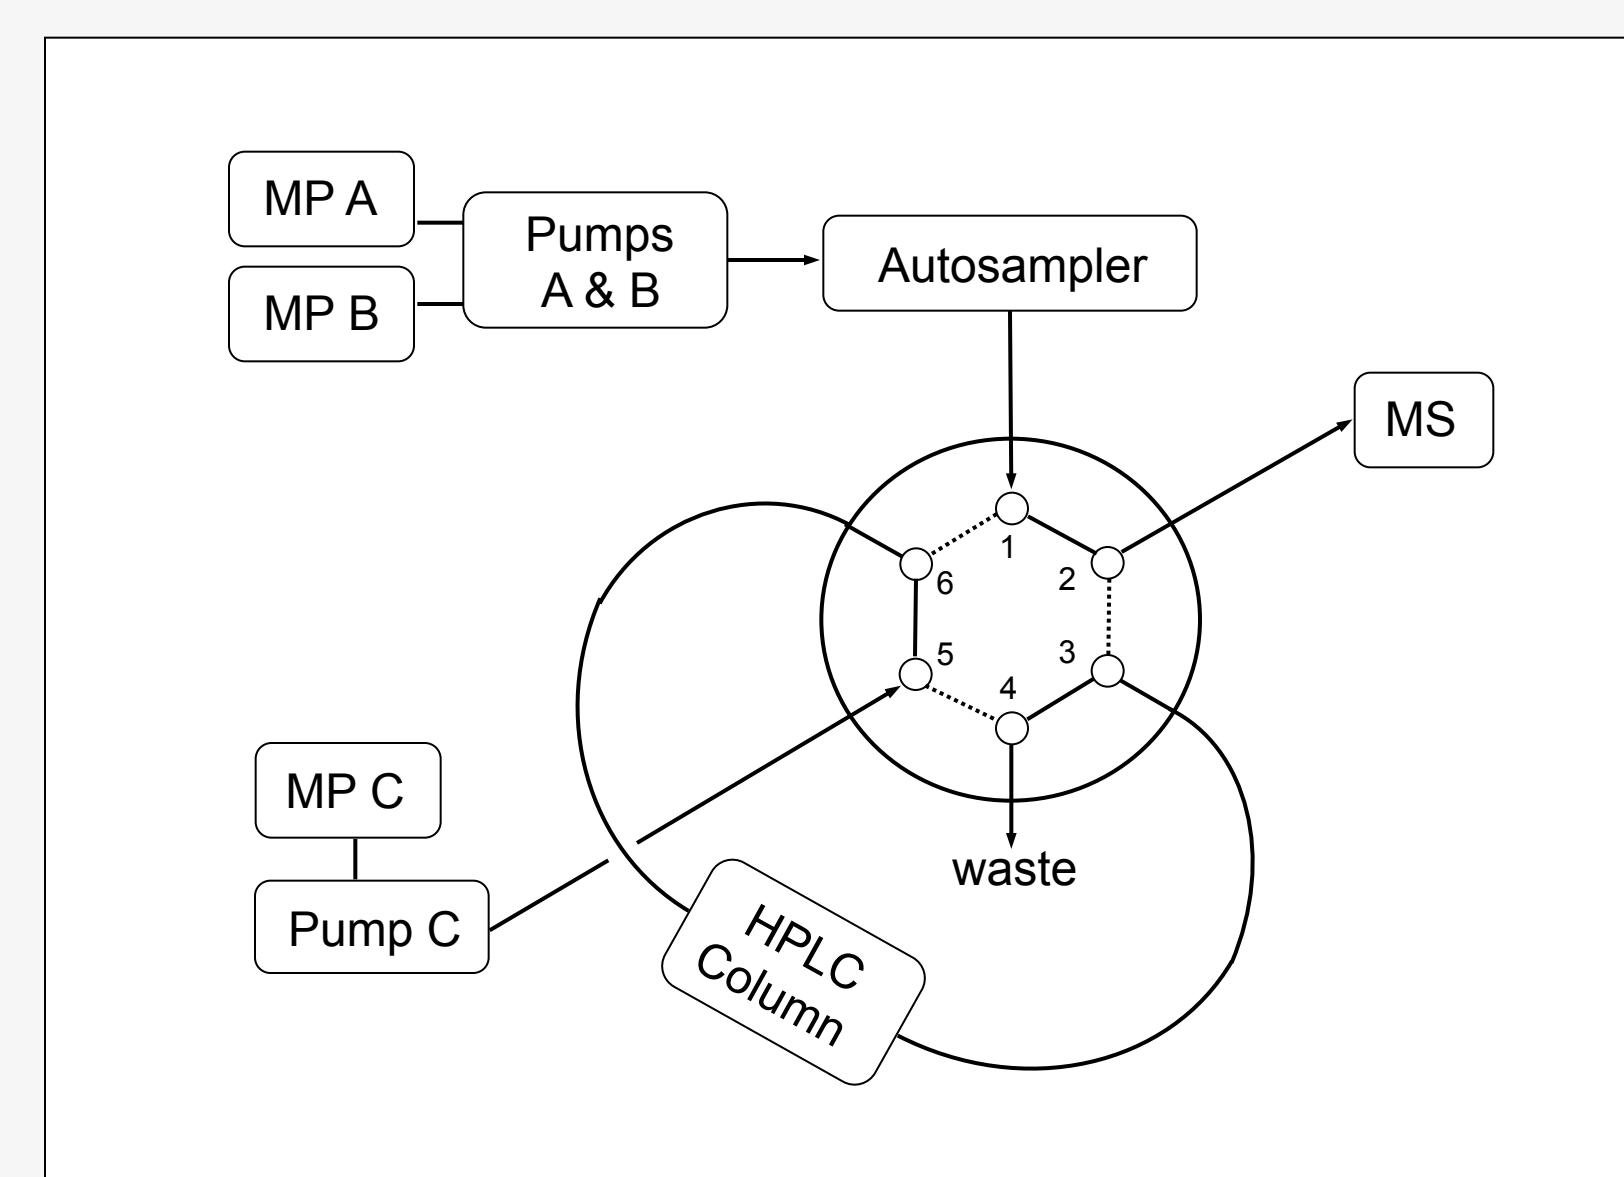 MP A
MP B
Pumps
A & B
Autosampler
MS
1
2
3
4
5
6
MP C
Pump C
waste
HPLC
Column